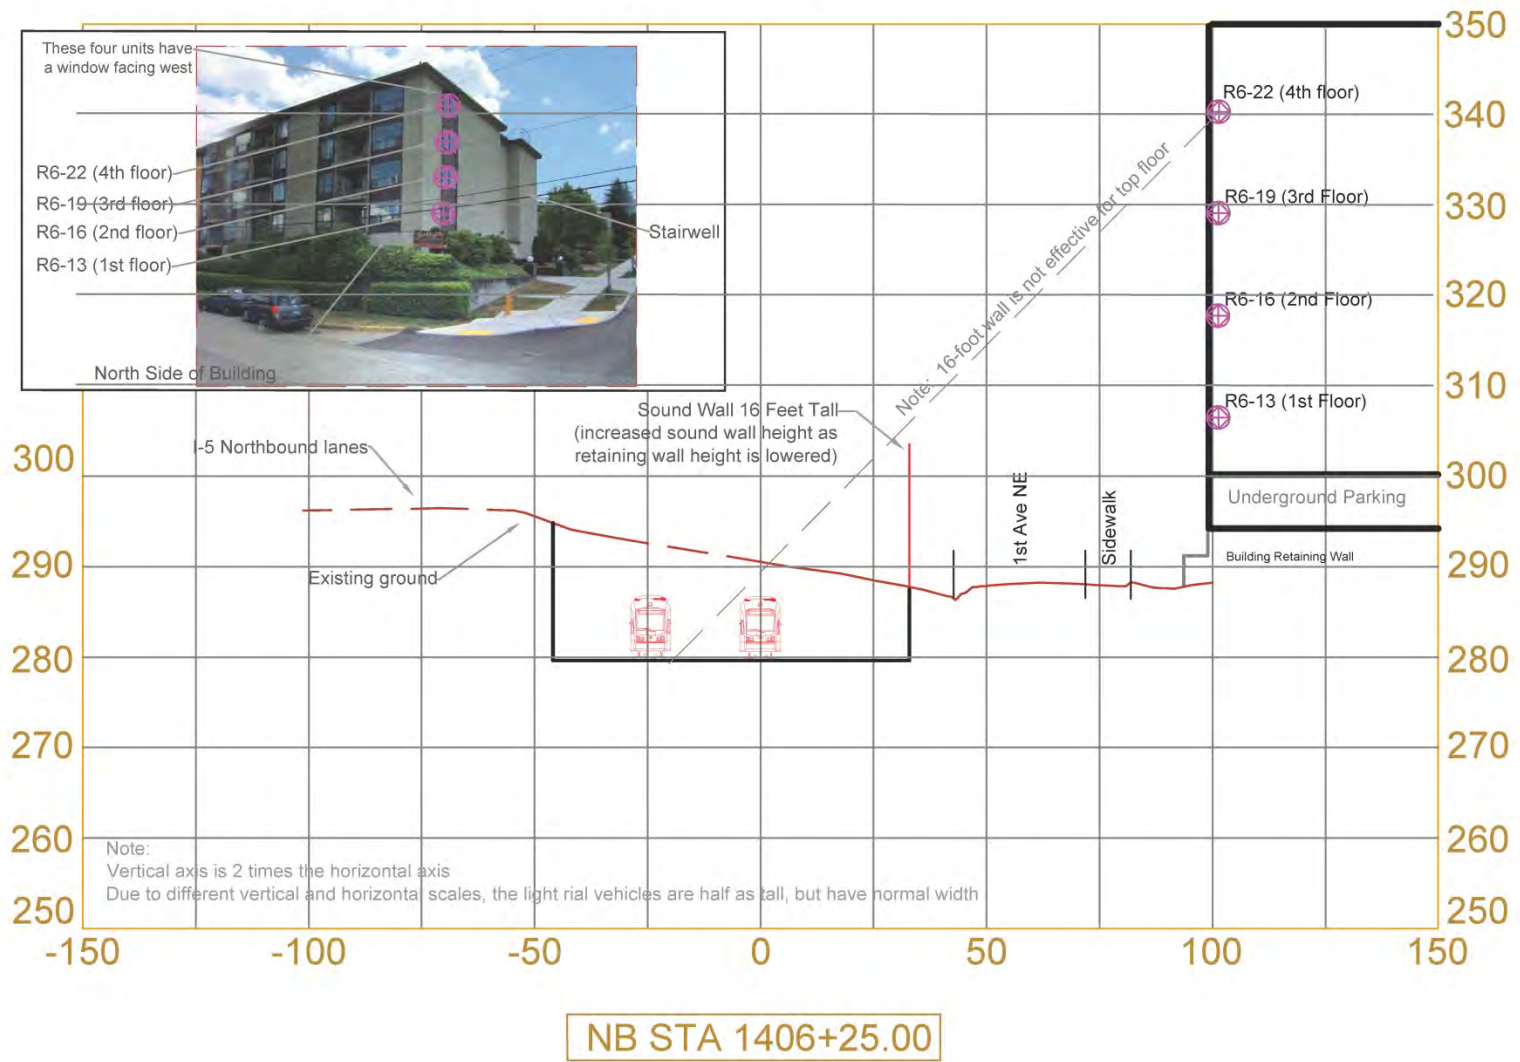 These four units have
a window facing west
R6-22 (4th floor)
R6-19 (3rd floor)
R6-16 (2nd floor)
R6-13 (1st floor)
Stairwell
North Side of Building
350
R6-22 (4th floor)
340
R6-19 (3rd Floor)
330
R6-16 (2nd Floor)
320
R6-13 (1st Floor)
310
Note: 16-foot wall is not effective for top floor
Sound Wall 16 Feet Tall
(increased sound wall height as
retaining wall height is lowered)
I-5 Northbound lanes
Existing ground
1st Ave NE
Sidewalk
Underground Parking
Building Retaining Wall
300
300
290
290
280
280
270
270
260
260
250
250
Note:
Vertical axis is 2 times the horizontal axis
Due to different vertical and horizontal scales, the light rial vehicles are half as tall, but have normal width
-150
-100
-50
0
50
100
150
NB STA 1406+25.00